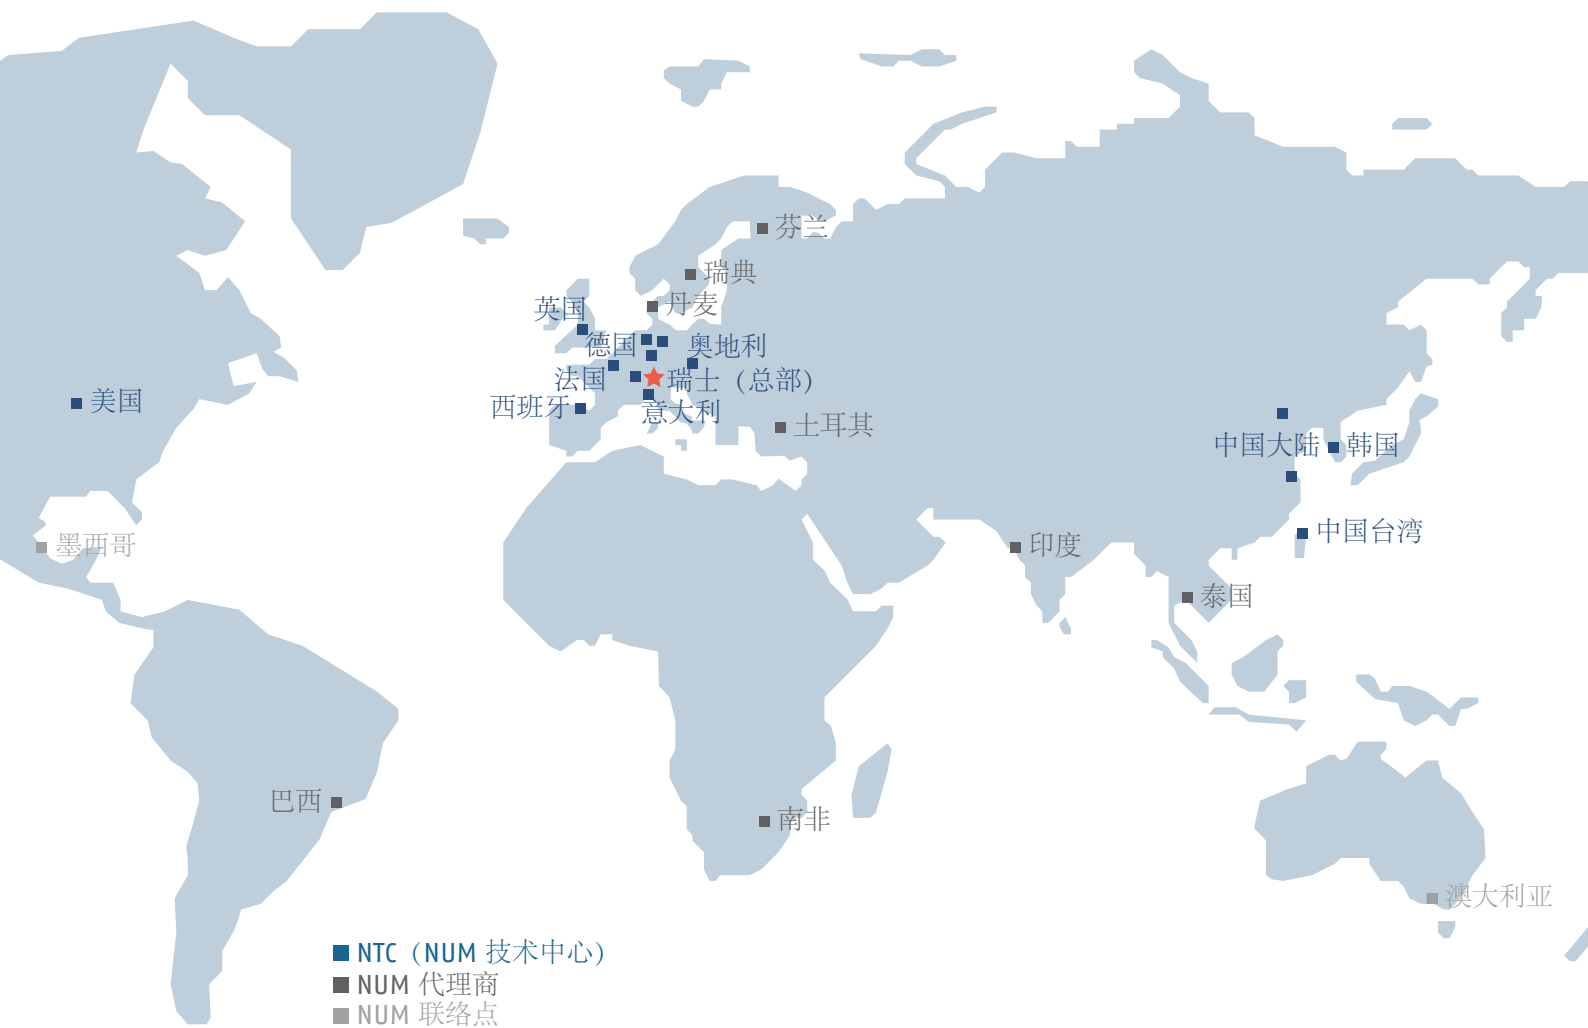 芬兰
瑞典
丹麦
英国
德国
奥地利
法国
瑞士（总部）
美国
西班牙
意大利
土耳其
中国大陆
韩国
中国台湾
墨西哥
印度
泰国
巴西
南非
澳大利亚
NTC（NUM 技术中心）
NUM 代理商
NUM 联络点